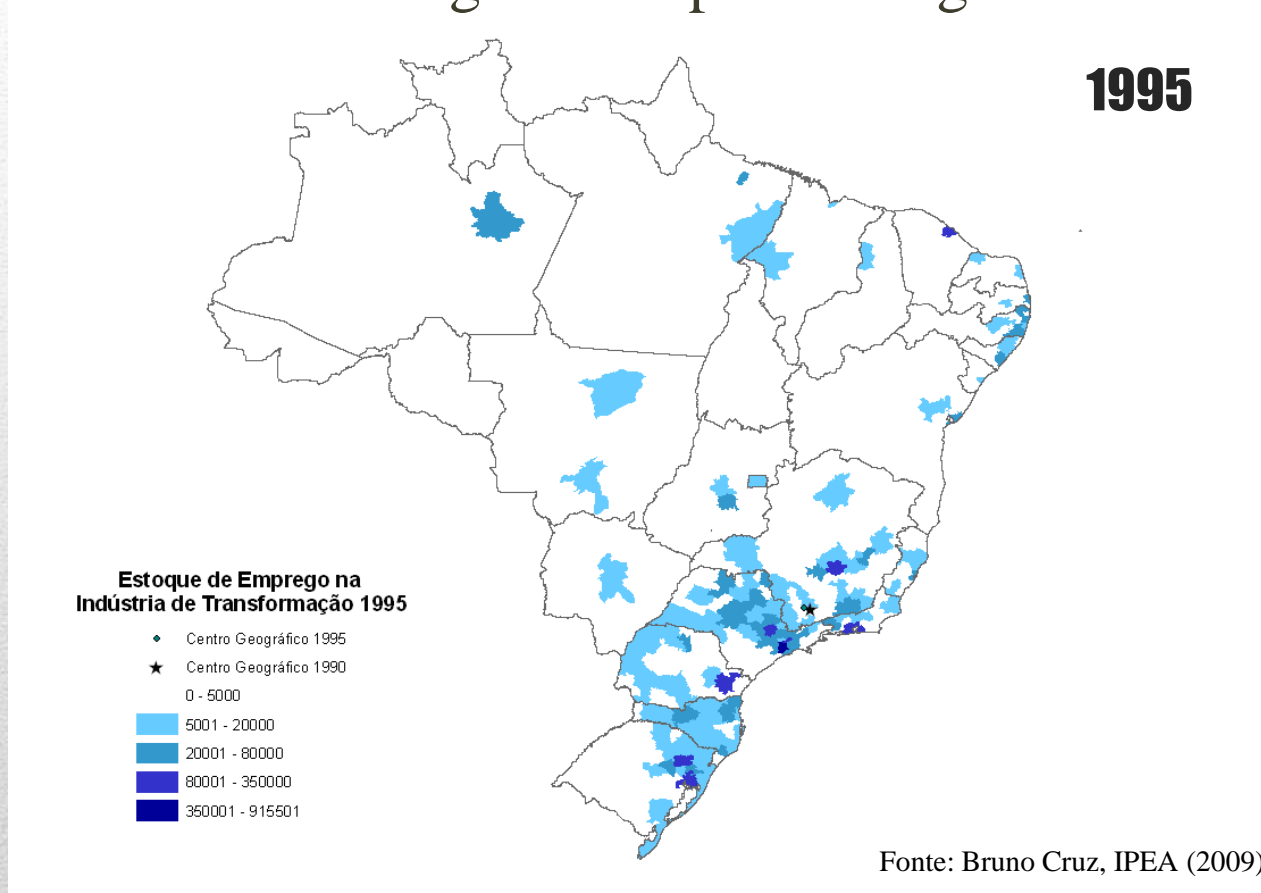 1995
Estoque de Emprego na
Indústria de Transformação 1995
Centro Geográfico 1995
Centro Geográfico 1990
0 - 5000
5001 - 20000
20001 - 80000
80001 - 350000
350001 - 915501
Fonte: Bruno Cruz, IPEA (2009)